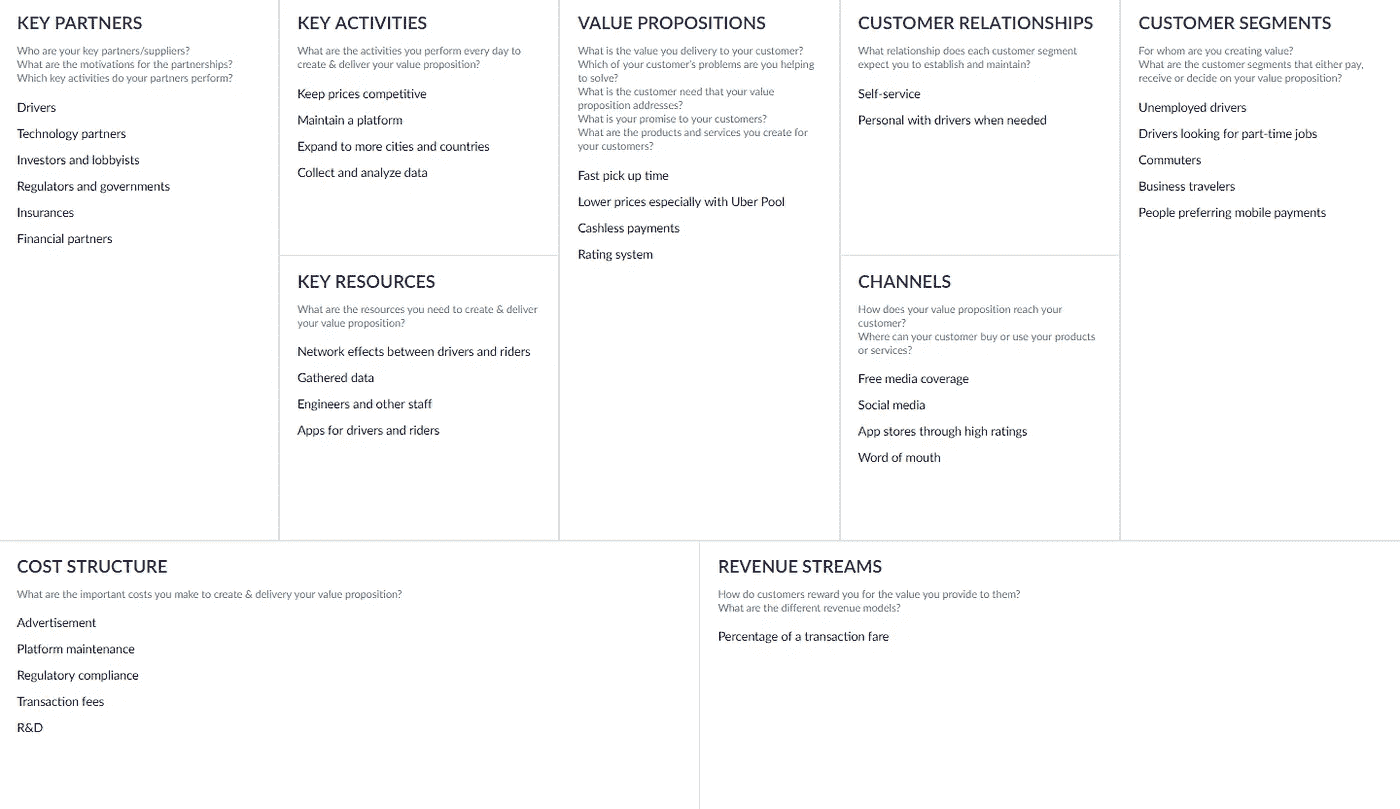 KEY PARTNERS
Who are your key partners/suppliers?
What are the motivations for the partnerships?
Which key activities do your partners perform?
Drivers
Technology partners
Investors and lobbyists
Regulators and governments
Insurances
Financial partners
KEY ACTIVITIES
What are the activities you perform every day to
create & deliver your value proposition?
Keep prices competitive
Maintain a platform
Expand to more cities and countries
Collect and analyze data
KEY RESOURCES
What are the resources you need to create & deliver
your value proposition?
Network effects between drivers and riders
Gathered data
Engineers and other staff
Apps for drivers and riders
VALUE PROPOSITIONS
What is the value you delivery to your customer?
Which of your customer's problems are you helping
to solve?
What is the customer need that your value
proposition addresses?
What is your promise to your customers?
What are the products and services you create for
your customers?
Fast pick up time
Lower prices especially with Uber Pool
Cashless payments
Rating system
CUSTOMER RELATIONSHIPS
What relationship does each customer segment
expect you to establish and maintain?
Self-service
Personal with drivers when needed
CHANNELS
How does your value proposition reach your
customer?
Where can your customer buy or use your products
or services?
Free media coverage
Social media
App stores through high ratings
Word of mouth
CUSTOMER SEGMENTS
For whom are you creating value?
What are the customer segments that either pay,
receive or decide on your value proposition?
Unemployed drivers
Drivers looking for part-time jobs
Commuters
Business travelers
People preferring mobile payments
COST STRUCTURE
What are the important costs you make to create & delivery your value proposition?
Advertisement
Platform maintenance
Regulatory compliance
Transaction fees
R&D
REVENUE STREAMS
How do customers reward you for the value you provide to them?
What are the different revenue models?
Percentage of a transaction fare